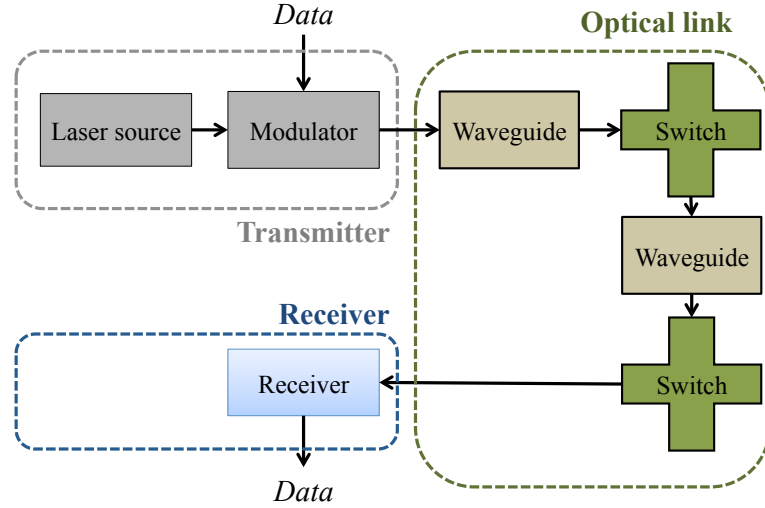 Data
Optical link
Laser source
Modulator
Waveguide
Switch
Transmitter
Waveguide
Receiver
Receiver
Switch
Data